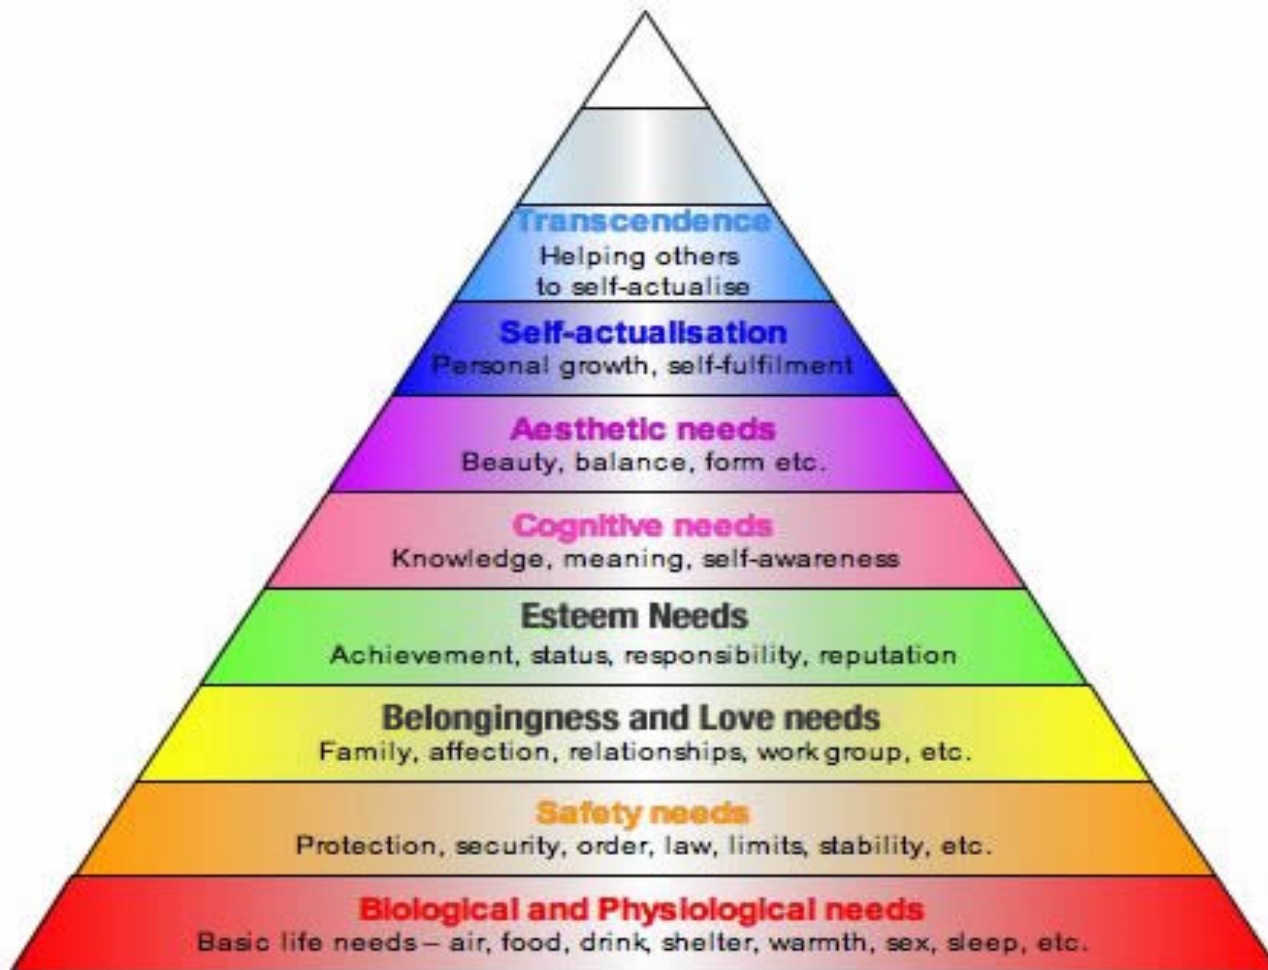 Transcendence
Helping others
to self-actualise
Self-actualisation
Personal growth, self-fulfilment
Aesthetic needs
Beauty, balance, form etc.
Cognitive needs
Knowledge, meaning, self-awareness
Esteem Needs
Achievement, status, responsibility, reputation
Belongingness and Love needs
Family, affection, relationships, work group, etc.
Safety needs
Protection, security, order, law, limits, stability, etc.
Biological and Physiological needs
Basic life needs – air, food, drink, shelter, warmth, sex, sleep, etc.